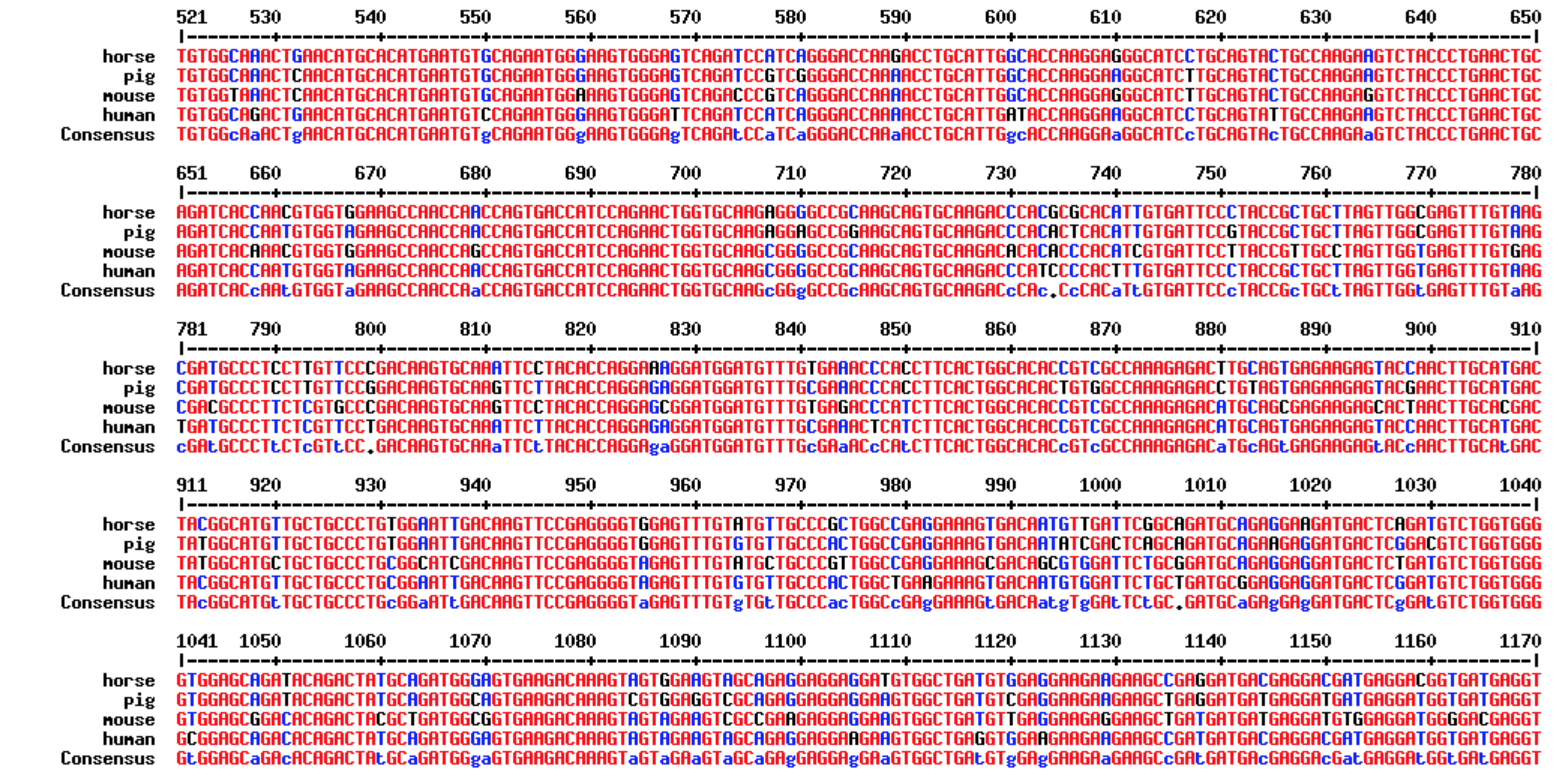 521 530 540 550 560 570 580 590 600 610 620 630 640 650
|--------+---------+---------+---------+---------+---------+---------+---------+---------+---------+---------+---------+---------|
horse TGTGGCAAACTGAACATGCACATGAATGTGCAGAATGGGAAGTGGGAGTCAGATCCATCAGGGACCAAGACCTGCATTGGCACCAAGGAGGGCATCCTGCAGTACTGCCAAGAAGTCTACCCTGAACTGC
pig TGTGGCAAACTCAACATGCACATGAATGTGCAGAATGGGAAGTGGGAGTCAGATCCGTCGGGGACCAAAACCTGCATTGGCACCAAGGAAGGCATCTTGCAGTACTGCCAAGAAGTCTACCCTGAACTGC
mouse TGTGGTAAACTCAACATGCACATGAATGTGCAGAATGGAAAGTGGGAGTCAGACCCGTCAGGGACCAAAACCTGCATTGGCACCAAGGAGGGCATCTTGCAGTACTGCCAAGAGGTCTACCCTGAACTGC
human TGTGGCAGACTGAACATGCACATGAATGTCCAGAATGGGAAGTGGGATTCAGATCCATCAGGGACCAAAACCTGCATTGATACCAAGGAAGGCATCCTGCAGTATTGCCAAGAAGTCTACCCTGAACTGC
Consensus TGTGGcAaACTgAACATGCACATGAATGTgCAGAATGGgAAGTGGGAgTCAGAtCCaTCaGGGACCAAaACCTGCATTGgcACCAAGGAaGGCATCcTGCAGTAcTGCCAAGAaGTCTACCCTGAACTGC
651 660 670 680 690 700 710 720 730 740 750 760 770 780
|--------+---------+---------+---------+---------+---------+---------+---------+---------+---------+---------+---------+---------|
horse AGATCACCAACGTGGTGGAAGCCAACCAACCAGTGACCATCCAGAACTGGTGCAAGAGGGGCCGCAAGCAGTGCAAGACCCACGCGCACATTGTGATTCCCTACCGCTGCTTAGTTGGCGAGTTTGTAAG
pig AGATCACCAATGTGGTAGAAGCCAACCAACCAGTGACCATCCAGAACTGGTGCAAGAGGAGCCGGAAGCAGTGCAAGACCCACACTCACATTGTGATTCCGTACCGCTGCTTAGTTGGCGAGTTTGTAAG
mouse AGATCACAAACGTGGTGGAAGCCAACCAGCCAGTGACCATCCAGAACTGGTGCAAGCGGGGCCGCAAGCAGTGCAAGACACACACCCACATCGTGATTCCTTACCGTTGCCTAGTTGGTGAGTTTGTGAG
human AGATCACCAATGTGGTAGAAGCCAACCAACCAGTGACCATCCAGAACTGGTGCAAGCGGGGCCGCAAGCAGTGCAAGACCCATCCCCACTTTGTGATTCCCTACCGCTGCTTAGTTGGTGAGTTTGTAAG
Consensus AGATCACcAAtGTGGTaGAAGCCAACCAaCCAGTGACCATCCAGAACTGGTGCAAGcGGgGCCGcAAGCAGTGCAAGACcCAc.CcCACaTtGTGATTCCcTACCGcTGCtTAGTTGGtGAGTTTGTaAG
781 790 800 810 820 830 840 850 860 870 880 890 900 910
|--------+---------+---------+---------+---------+---------+---------+---------+---------+---------+---------+---------+---------|
horse CGATGCCCTCCTTGTTCCCGACAAGTGCAAATTCCTACACCAGGAAAGGATGGATGTTTGTGAAACCCACCTTCACTGGCACACCGTCGCCAAAGAGACTTGCAGTGAGAAGAGTACCAACTTGCATGAC
pig CGATGCCCTCCTTGTTCCGGACAAGTGCAAGTTCTTACACCAGGAGAGGATGGATGTTTGCGAAACCCACCTTCACTGGCACACTGTGGCCAAAGAGACCTGTAGTGAGAAGAGTACGAACTTGCATGAC
mouse CGACGCCCTTCTCGTGCCCGACAAGTGCAAGTTCCTACACCAGGAGCGGATGGATGTTTGTGAGACCCATCTTCACTGGCACACCGTCGCCAAAGAGACATGCAGCGAGAAGAGCACTAACTTGCACGAC
human TGATGCCCTTCTCGTTCCTGACAAGTGCAAATTCTTACACCAGGAGAGGATGGATGTTTGCGAAACTCATCTTCACTGGCACACCGTCGCCAAAGAGACATGCAGTGAGAAGAGTACCAACTTGCATGAC
Consensus cGAtGCCCTtCTcGTtCC.GACAAGTGCAAaTTCtTACACCAGGAgaGGATGGATGTTTGcGAaACcCAtCTTCACTGGCACACcGTcGCCAAAGAGACaTGcAGtGAGAAGAGtACcAACTTGCAtGAC
911 920 930 940 950 960 970 980 990 1000 1010 1020 1030 1040
|--------+---------+---------+---------+---------+---------+---------+---------+---------+---------+---------+---------+---------|
horse TACGGCATGTTGCTGCCCTGTGGAATTGACAAGTTCCGAGGGGTGGAGTTTGTATGTTGCCCGCTGGCCGAGGAAAGTGACAATGTTGATTCGGCAGATGCAGAGGAAGATGACTCAGATGTCTGGTGGG
pig TATGGCATGTTGCTGCCCTGTGGAATTGACAAGTTCCGAGGGGTGGAGTTTGTGTGTTGCCCACTGGCCGAGGAAAGTGACAATATCGACTCAGCAGATGCAGAAGAGGATGACTCGGACGTCTGGTGGG
mouse TATGGCATGCTGCTGCCCTGCGGCATCGACAAGTTCCGAGGGGTAGAGTTTGTATGCTGCCCGTTGGCCGAGGAAAGCGACAGCGTGGATTCTGCGGATGCAGAGGAGGATGACTCTGATGTCTGGTGGG
human TACGGCATGTTGCTGCCCTGCGGAATTGACAAGTTCCGAGGGGTAGAGTTTGTGTGTTGCCCACTGGCTGAAGAAAGTGACAATGTGGATTCTGCTGATGCGGAGGAGGATGACTCGGATGTCTGGTGGG
Consensus TAcGGCATGtTGCTGCCCTGcGGaATtGACAAGTTCCGAGGGGTaGAGTTTGTgTGtTGCCCacTGGCcGAgGAAAGtGACAatgTgGAtTCtGC.GATGCaGAgGAgGATGACTCgGAtGTCTGGTGGG
1041 1050 1060 1070 1080 1090 1100 1110 1120 1130 1140 1150 1160 1170
|--------+---------+---------+---------+---------+---------+---------+---------+---------+---------+---------+---------+---------|
horse GTGGAGCAGATACAGACTATGCAGATGGGAGTGAAGACAAAGTAGTGGAAGTAGCAGAGGAGGAGGATGTGGCTGATGTGGAGGAAGAAGAAGCCGAGGATGACGAGGACGATGAGGACGGTGATGAGGT
pig GTGGAGCAGATACAGACTATGCAGATGGCAGTGAAGACAAAGTCGTGGAGGTCGCAGAGGAGGAGGAAGTGGCTGATGTCGAGGAAGAAGAAGCTGAGGATGATGAGGATGATGAGGATGGTGATGAGGT
mouse GTGGAGCGGACACAGACTACGCTGATGGCGGTGAAGACAAAGTAGTAGAAGTCGCCGAAGAGGAGGAAGTGGCTGATGTTGAGGAAGAGGAAGCTGATGATGATGAGGATGTGGAGGATGGGGACGAGGT
human GCGGAGCAGACACAGACTATGCAGATGGGAGTGAAGACAAAGTAGTAGAAGTAGCAGAGGAGGAAGAAGTGGCTGAGGTGGAAGAAGAAGAAGCCGATGATGACGAGGACGATGAGGATGGTGATGAGGT
Consensus GtGGAGCaGAcACAGACTAtGCaGATGGgaGTGAAGACAAAGTaGTaGAaGTaGCaGAgGAGGAgGAaGTGGCTGAtGTgGAgGAAGAaGAAGCcGAtGATGAcGAGGAcGatGAGGAtGGtGAtGAGGT